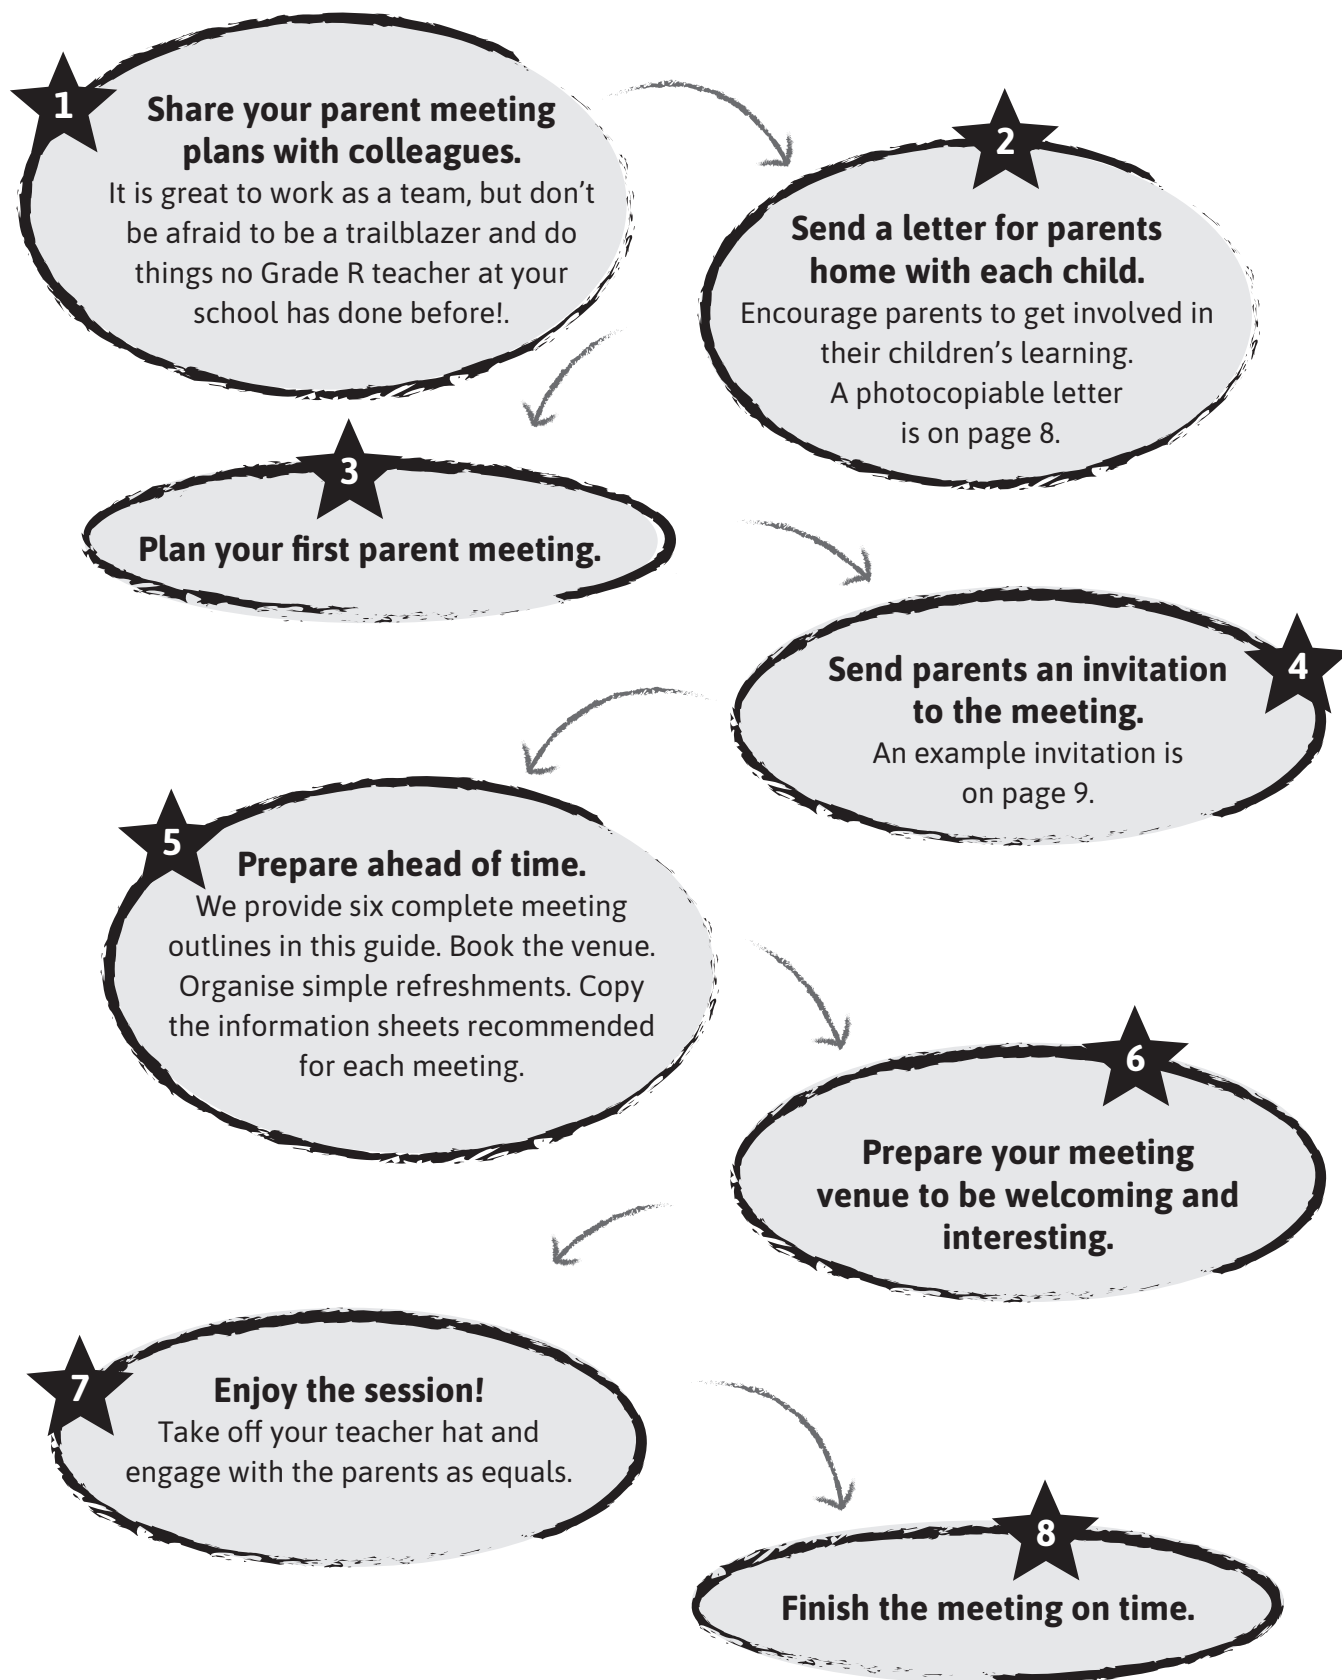 1
Share your parent meeting
plans with colleagues.
It is great to work as a team, but don't
be afraid to be a trailblazer and do
things no Grade R teacher at your
school has done before!.
2
Send a letter for parents
home with each child.
Encourage parents to get involved in
their children's learning.
A photocopiable letter
is on page 8.
3
Plan your first parent meeting.
4
Send parents an invitation
to the meeting.
An example invitation is
on page 9.
5
Prepare ahead of time.
We provide six complete meeting
outlines in this guide. Book the venue.
Organise simple refreshments. Copy
the information sheets recommended
for each meeting.
6
Prepare your meeting
venue to be welcoming and
interesting.
7
Enjoy the session!
Take off your teacher hat and
engage with the parents as equals.
8
Finish the meeting on time.